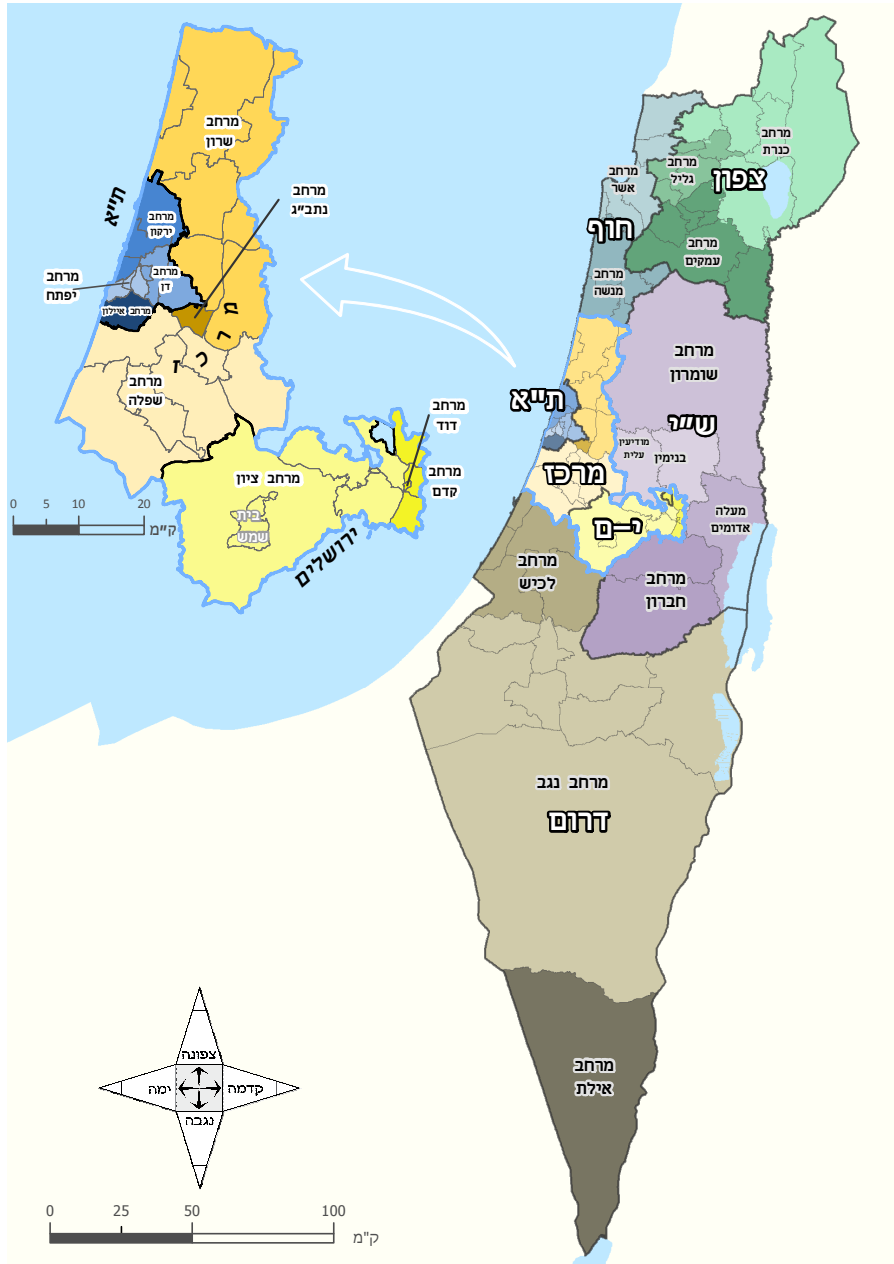 מרחב
שרון
ת״א
מרחב
ירקון
מרחב
נתב״ג
מרחב
דן
מרחב
יפתח
מרחב איילון
מרכז
מרחב
שפלה
מרחב
דוד
מרחב
קדם
מרחב ציון
בית
שמש
ירושלים
0 5 10 20
ק״מ
מרחב
כנרת
צפון
מרחב
גליל
מרחב
אשר
חוף
מרחב
עמקים
מרחב
מנשה
מרחב
שומרון
ת״א
ש״י
מודיעין
עלית
בנימין
מרכז
מעלה
אדומים
י-ם
מרחב
לכיש
מרחב
חברון
מרחב נגב
דרום
מרחב
אילת
צפונה
קדמה
ימה
נגבה
0 25 50 100
ק"מ